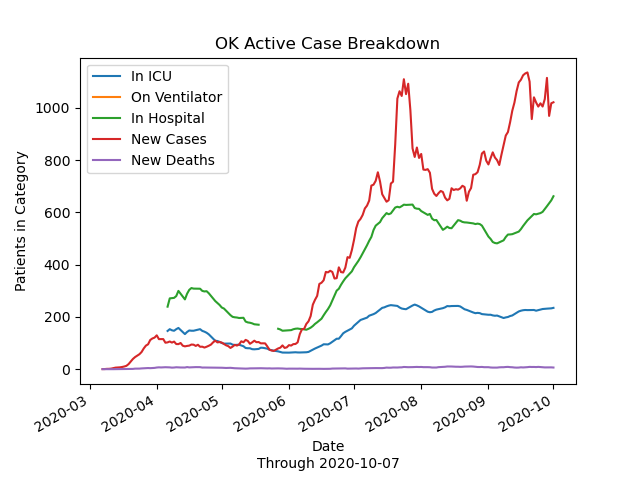 OK Active Case Breakdown
In ICU
On Ventilator
In Hospital
New Cases
New Deaths
Patients in Category
1000
800
600
400
200
0
2020-03
2020-04
2020-05
2020-06
2020-07
2020-08
2020-09
2020-10
Date
Through 2020-10-07